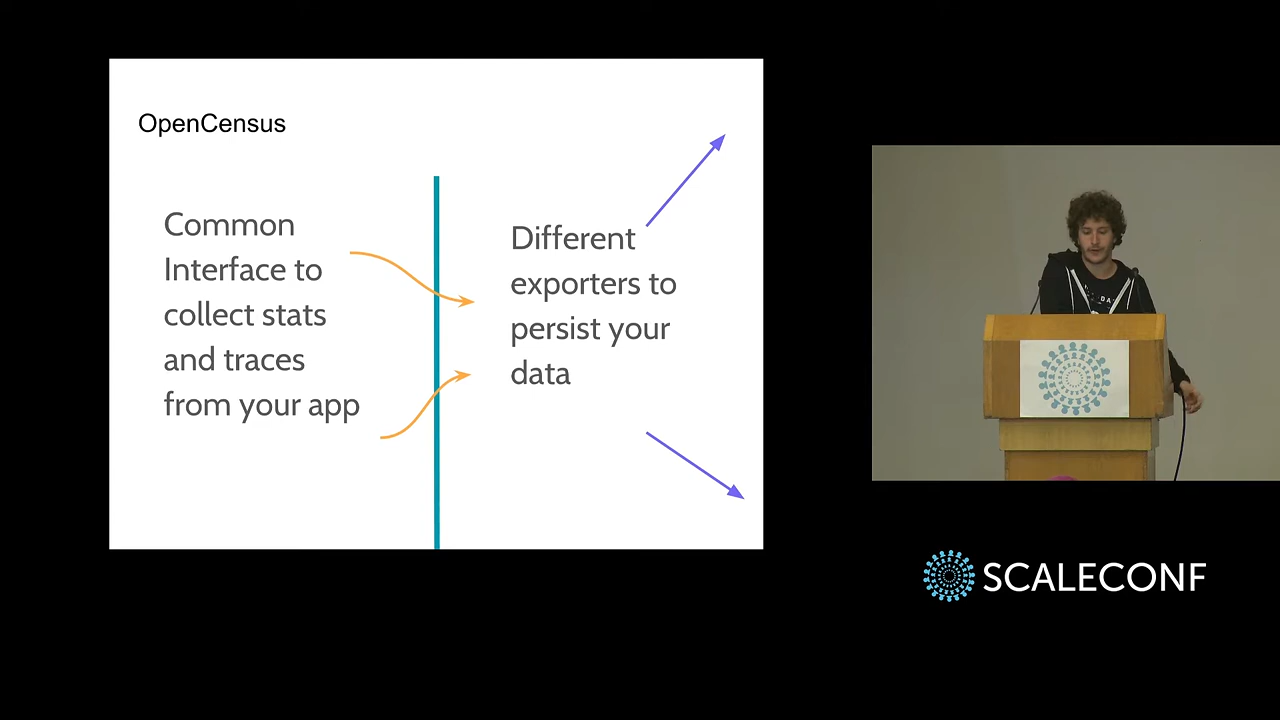 OpenCensus
Common
Interface to
collect stats
and traces
from your app
Different
exporters to
persist your
data
SCALECONF